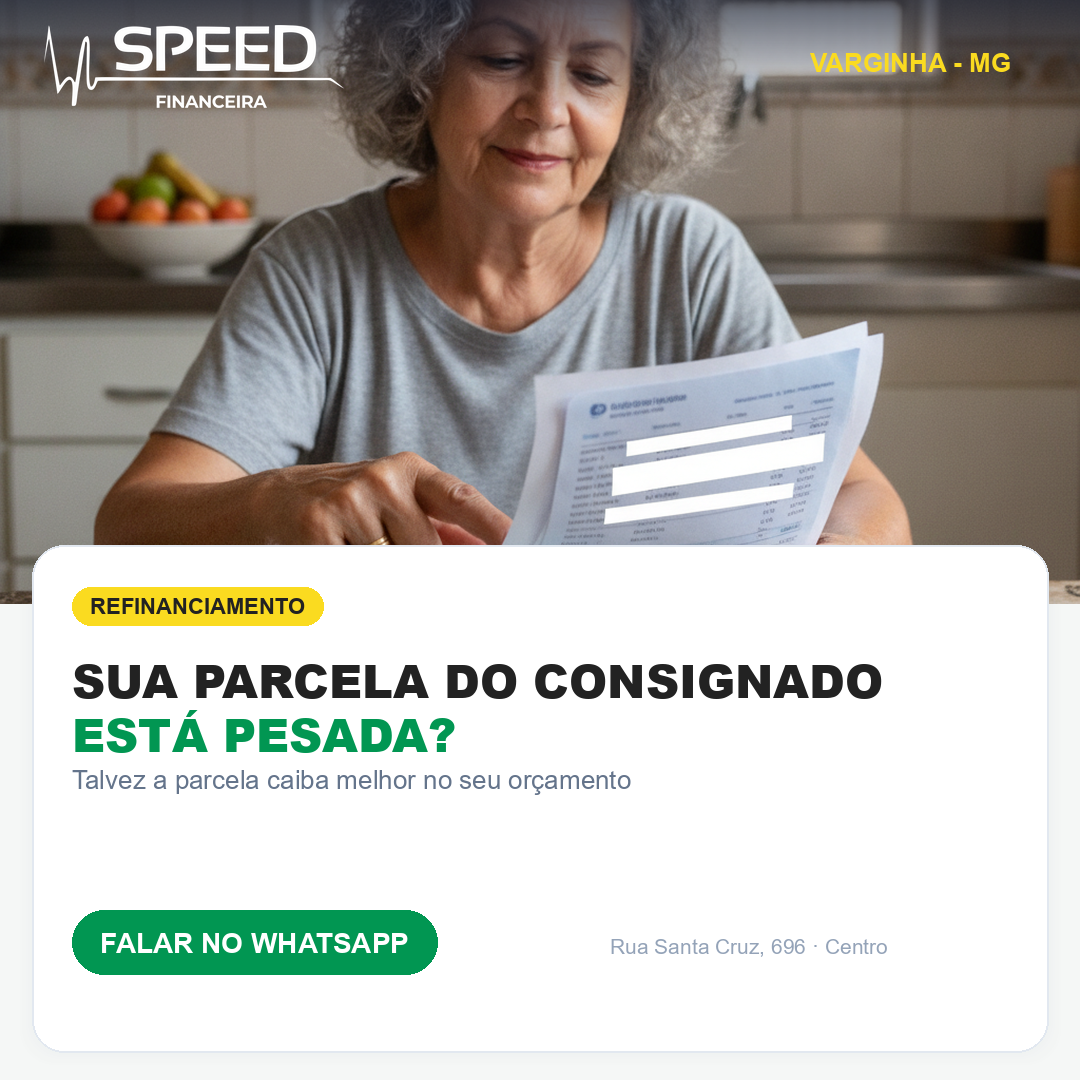 SPEED
FINANCEIRA
VARGINHA - MG
REFINANCIAMENTO
SUA PARCELA DO CONSIGNADO
ESTÁ PESADA?
Talvez a parcela caiba melhor no seu orçamento
FALAR NO WHATSAPP
Rua Santa Cruz, 696 · Centro